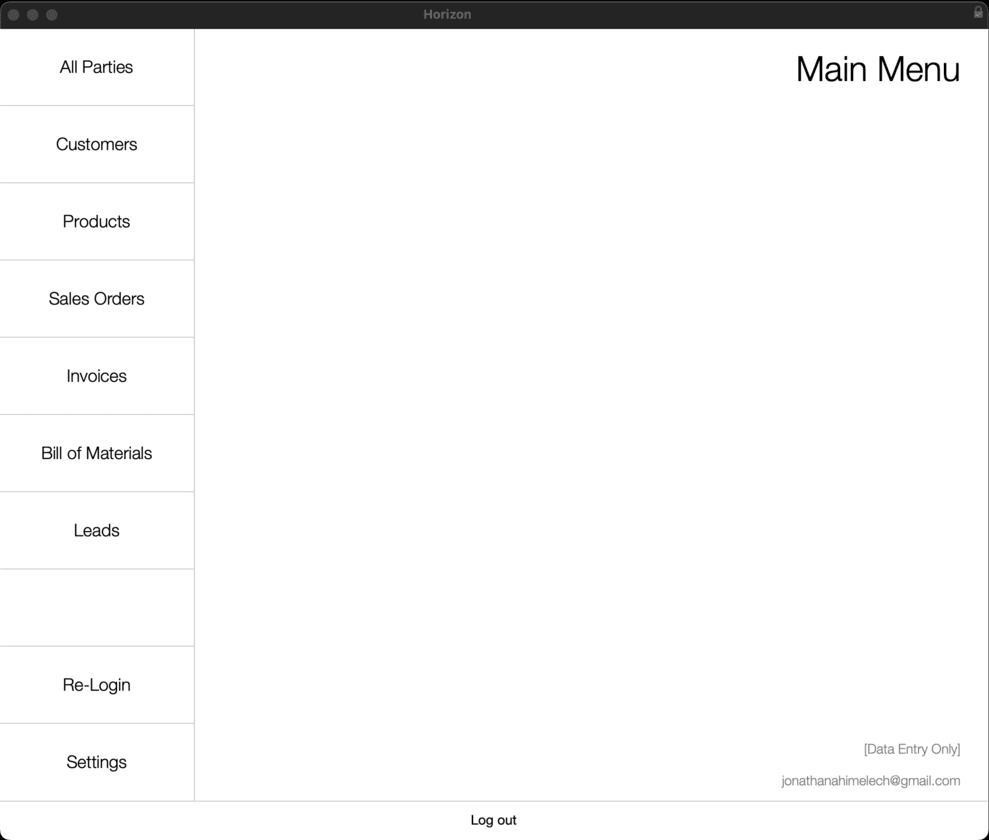 Horizon
All Parties
Main Menu
Customers
Products
Sales Orders
Invoices
Bill of Materials
Leads
Re-Login
Settings
[Data Entry Only]
jonathanahimelech@gmail.com
Log out